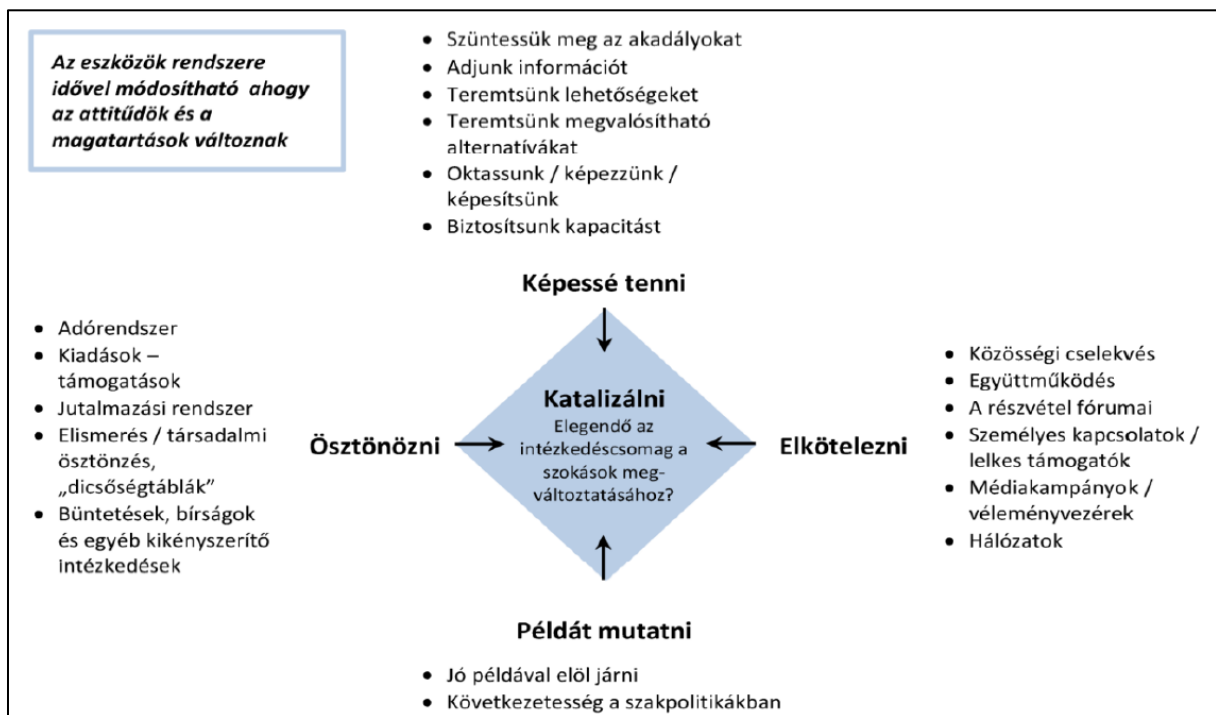 Az eszközök rendszere
idővel módosítható ahogy
az attitűdök és a
magatartások változnak
• Szüntessük meg az akadályokat
• Adjunk információt
• Teremtsünk lehetőségeket
• Teremtsünk megvalósítható
alternatívákat
• Oktassunk / képezzünk /
képesítsünk
• Biztosítsunk kapacitást
Képessé tenni
• Adórendszer
• Kiadások –
támogatások
• Jutalmazási rendszer
• Elismerés / társadalmi
ösztönzés,
„dicsőségtáblák”
• Büntetések, bírságok
és egyéb kikényszerítő
intézkedések
Ösztönözni
Katalizálni
Elegendő az
intézkedéscsomag a
szokások meg-
változtatásához?
Elkötelezni
• Közösségi cselekvés
• Együttműködés
• A részvétel fórumai
• Személyes kapcsolatok /
lelkes támogatók
• Médiakampányok /
véleményvezérek
• Hálózatok
Példát mutatni
• Jó példával elöl járni
• Következetesség a szakpolitikákban